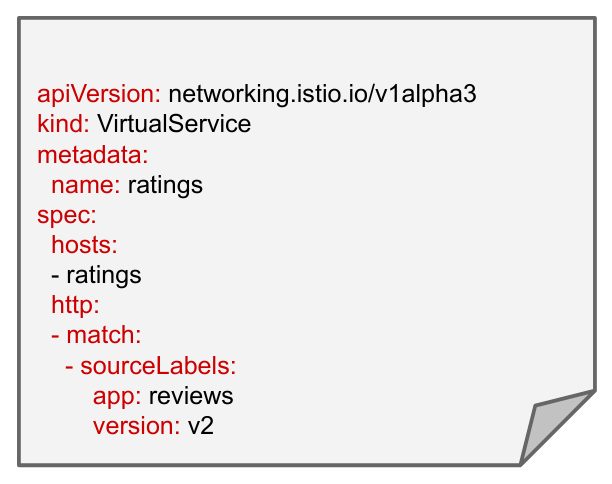 apiVersion: networking.istio.io/v1alpha3
kind: VirtualService
metadata:
  name: ratings
spec:
  hosts:
  - ratings
  http:
  - match:
    - sourceLabels:
        app: reviews
        version: v2